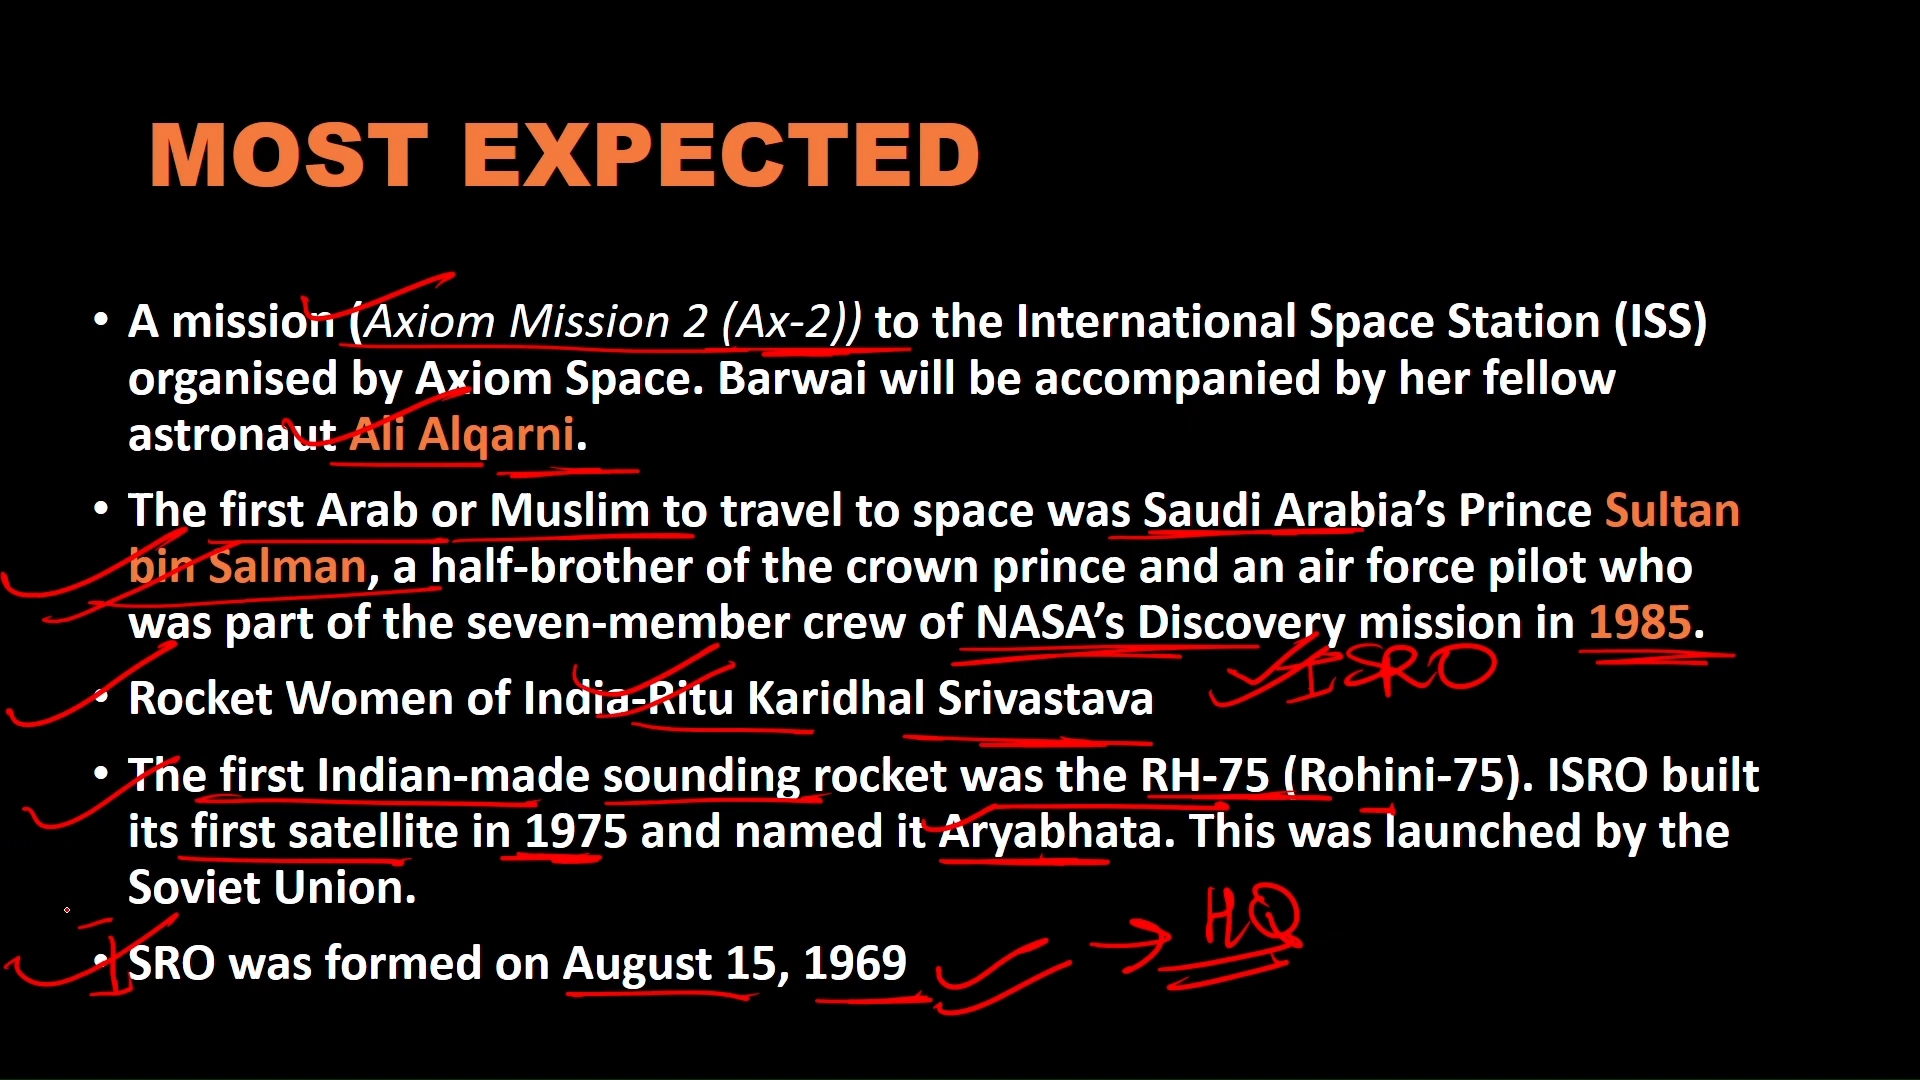 MOST EXPECTED
• A mission (Axiom Mission 2 (Ax-2)) to the International Space Station (ISS)
organised by Axiom Space. Barwai will be accompanied by her fellow
astronaut Ali Alqarni.
• The first Arab or Muslim to travel to space was Saudi Arabia’s Prince Sultan
bin Salman, a half-brother of the crown prince and an air force pilot who
was part of the seven-member crew of NASA’s Discovery mission in 1985.
• Rocket Women of India-Ritu Karidhal Srivastava ISRO
• The first Indian-made sounding rocket was the RH-75 (Rohini-75). ISRO built
its first satellite in 1975 and named it Aryabhata. This was launched by the
Soviet Union.
• I SRO was formed on August 15, 1969 → HQ